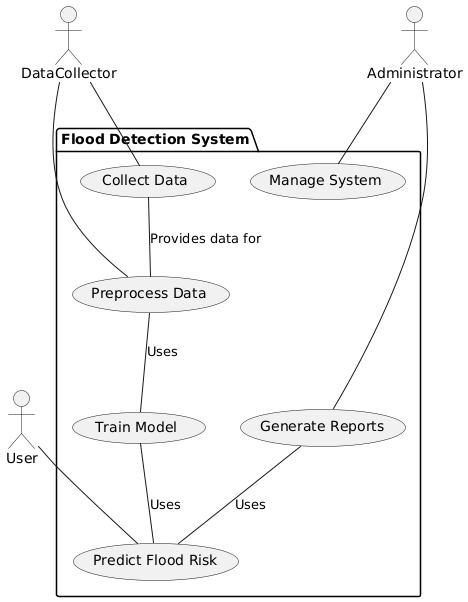 DataCollector
Administrator
Flood Detection System
Collect Data
Manage System
Provides data for
Preprocess Data
Uses
Train Model
Generate Reports
User
Uses
Uses
Predict Flood Risk